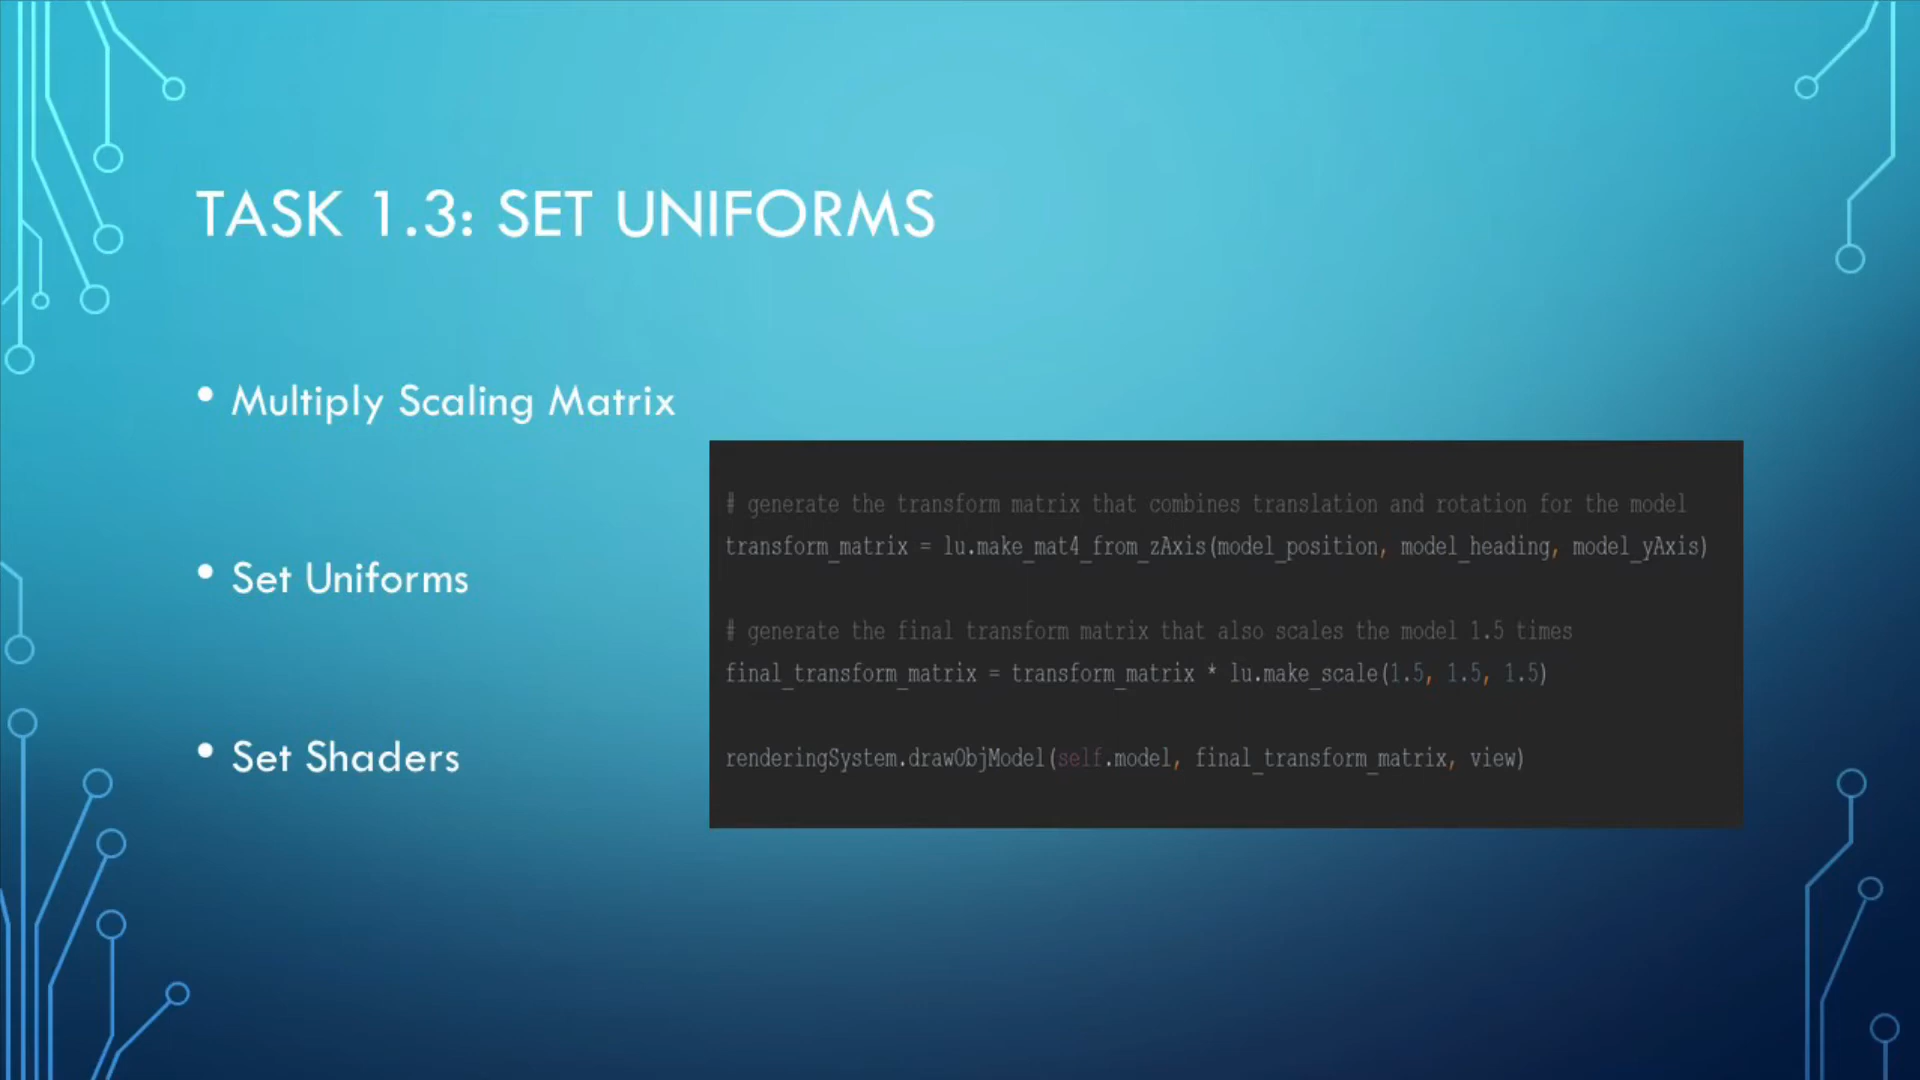 TASK 1.3: SET UNIFORMS
• Multiply Scaling Matrix
• Set Uniforms
• Set Shaders
# generate the transform matrix that combines translation and rotation for the model
transform_matrix = lu.make_mat4_from_zAxis(model_position, model_heading, model_yAxis)
# generate the final transform matrix that also scales the model 1.5 times
final_transform_matrix = transform_matrix * lu.make_scale(1.5, 1.5, 1.5)
renderingSystem.drawObjModel(self.model, final_transform_matrix, view)